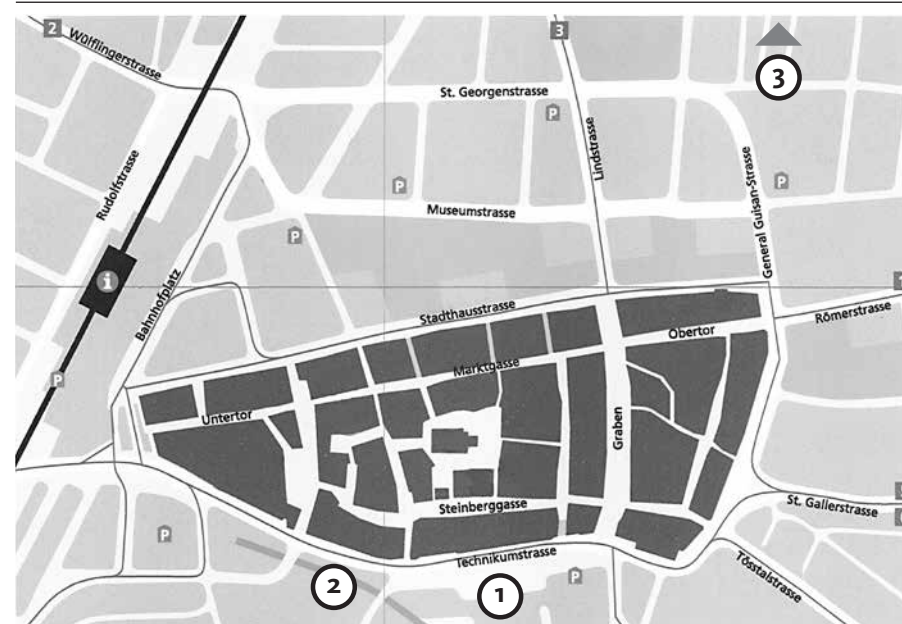 2
Wülflingerstrasse
3
3
St. Georgenstrasse
P
Lindstrasse
Rudolfstrasse
P
P
General Guisan-Strasse
Museumstrasse
P
i
Bahnhofplatz
1
Stadthausstrasse
Römerstrasse
Obertor
Marktgasse
P
Untertor
Graben
Steinberggasse
St. Gallerstrasse
P
Technikumstrasse
Tösstalstrasse
2
1
P